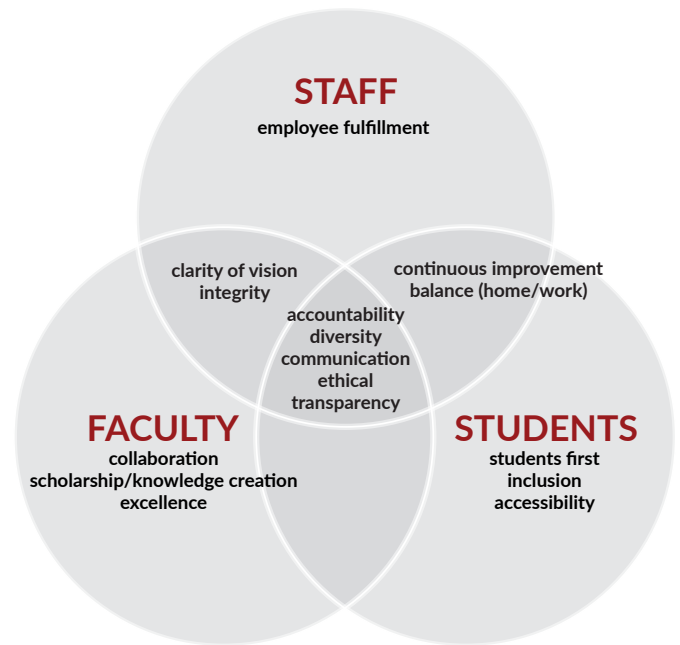 STAFF
employee fulfillment
clarity of vision
integrity
continuous improvement
balance (home/work)
accountability
diversity
communication
ethical
transparency
FACULTY
collaboration
scholarship/knowledge creation
excellence
STUDENTS
students first
inclusion
accessibility